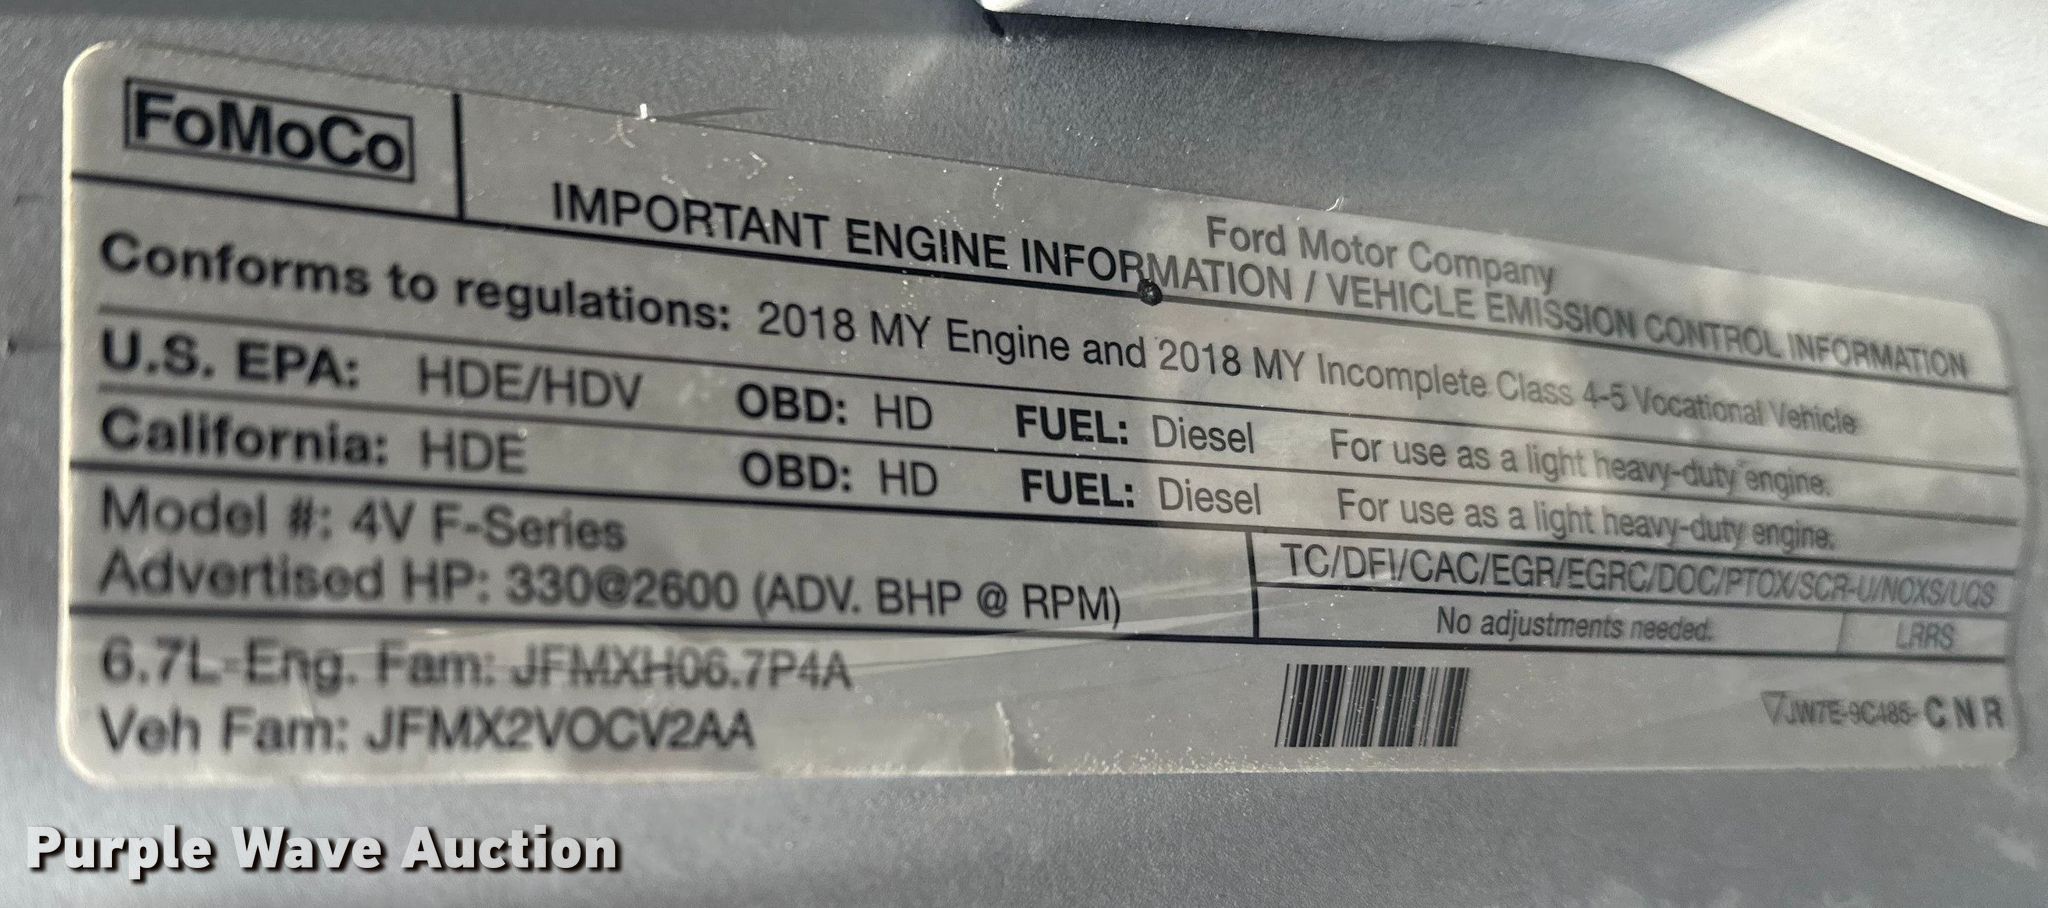 FoMoCo
Ford Motor Company
IMPORTANT ENGINE INFORMATION / VEHICLE EMISSION CONTROL INFORMATION
Conforms to regulations: 2018 MY Engine and 2018 MY Incomplete Class 4-5 Vocational Vehicle
U.S. EPA: HDE/HDV OBD: HD FUEL: Diesel For use as a light heavy-duty engine.
California: HDE OBD: HD FUEL: Diesel For use as a light heavy-duty engine.
Model #: 4V F-Series
Advertised HP: 330@2600 (ADV. BHP @ RPM)
TC/DFI/CAC/EGR/EGRC/DOC/PTOX/SCR-U/NOXS/UQS
No adjustments needed. LRRS
6.7L-Eng. Fam: JFMXH06.7P4A
Veh Fam: JFMX2VOCV2AA
JW7E-9C485- CNR
Purple Wave Auction